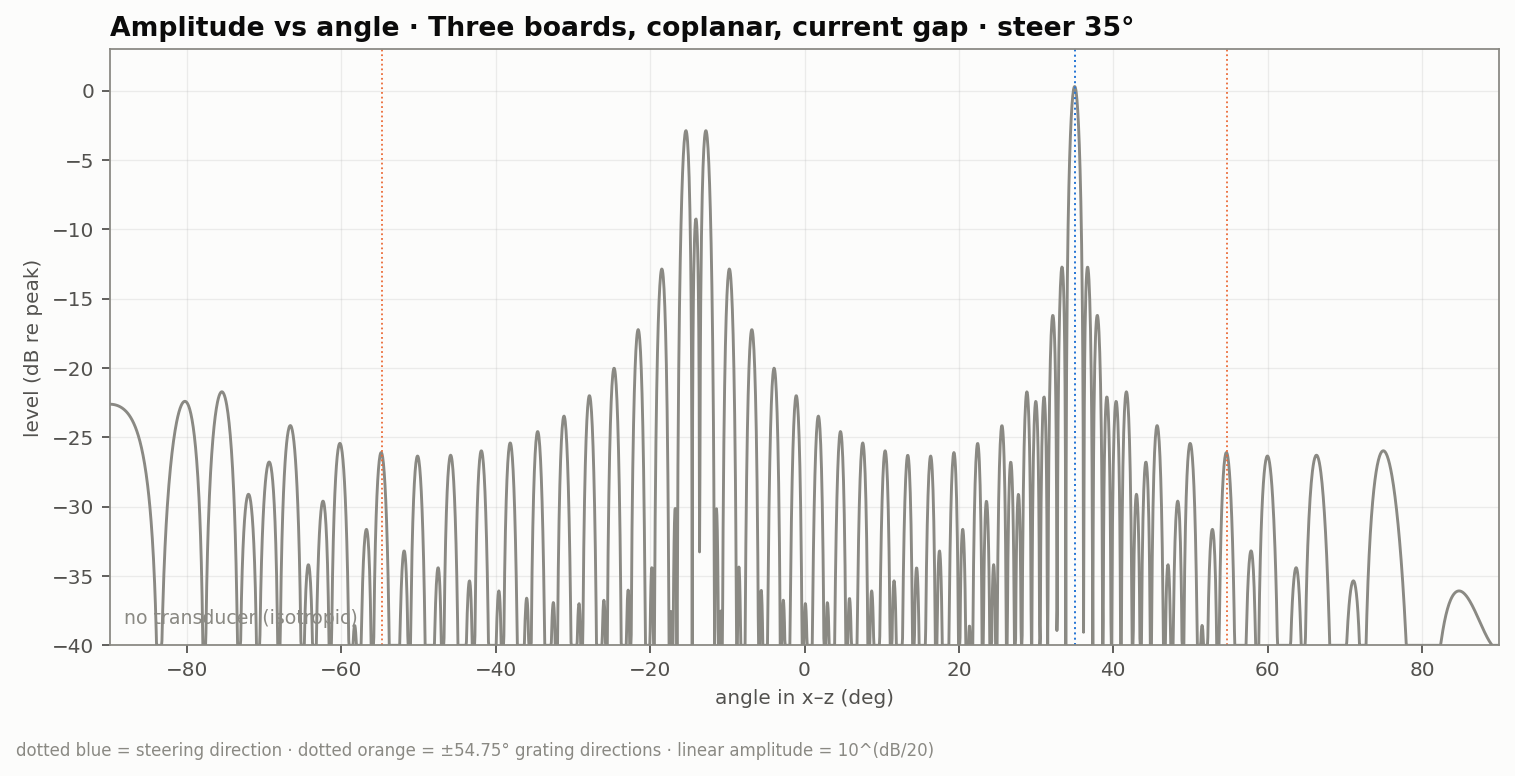 Amplitude vs angle · Three boards, coplanar, current gap · steer 35°
level (dB re peak)
0
−5
−10
−15
−20
−25
−30
−35
−40
no transducer (isotropic)
−80 −60 −40 −20 0 20 40 60 80
angle in x–z (deg)
dotted blue = steering direction · dotted orange = ±54.75° grating directions · linear amplitude = 10^(dB/20)